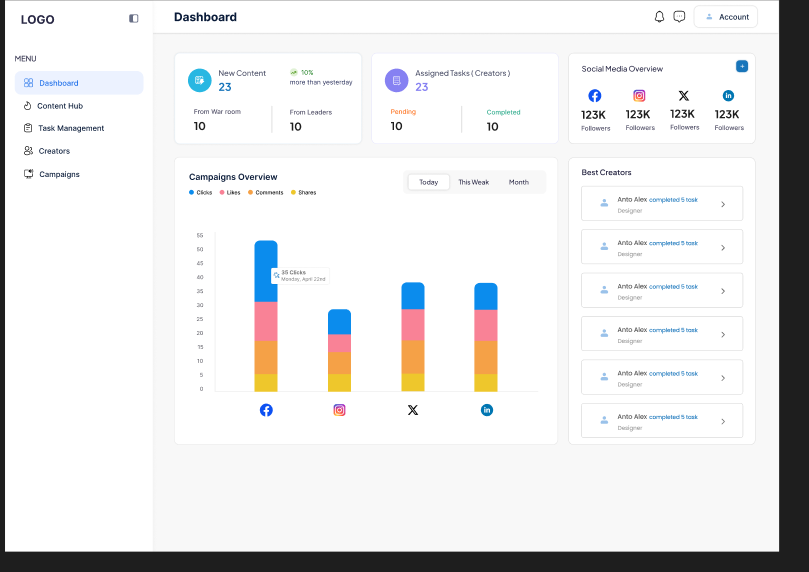 LOGO
Dashboard
Account
MENU
Dashboard
Content Hub
Task Management
Creators
Campaigns
New Content
23
10%
more than yesterday
From War room
10
From Leaders
10
Assigned Tasks ( Creators )
23
Pending
10
Completed
10
Social Media Overview
+
123K
Followers
123K
Followers
123K
Followers
123K
Followers
Campaigns Overview
Clicks
Likes
Comments
Shares
Today
This Weak
Month
55
50
45
40
35
30
25
20
15
10
5
0
35 Clicks
Monday, April 22nd
Best Creators
Anto Alex completed 5 task
Designer
Anto Alex completed 5 task
Designer
Anto Alex completed 5 task
Designer
Anto Alex completed 5 task
Designer
Anto Alex completed 5 task
Designer
Anto Alex completed 5 task
Designer